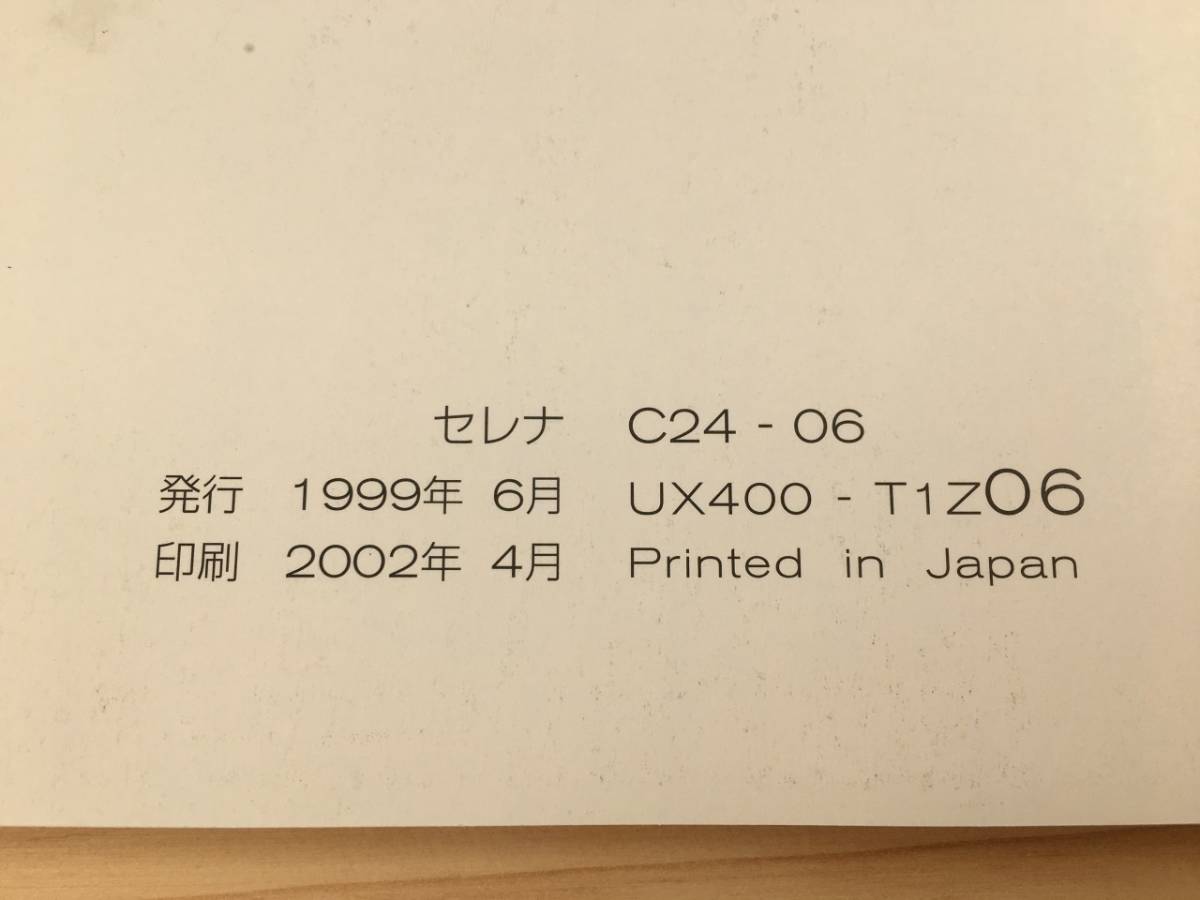 セレナ C24 - 06
発行 1999年 6月 UX400 - T1Z06
印刷 2002年 4月 Printed in Japan